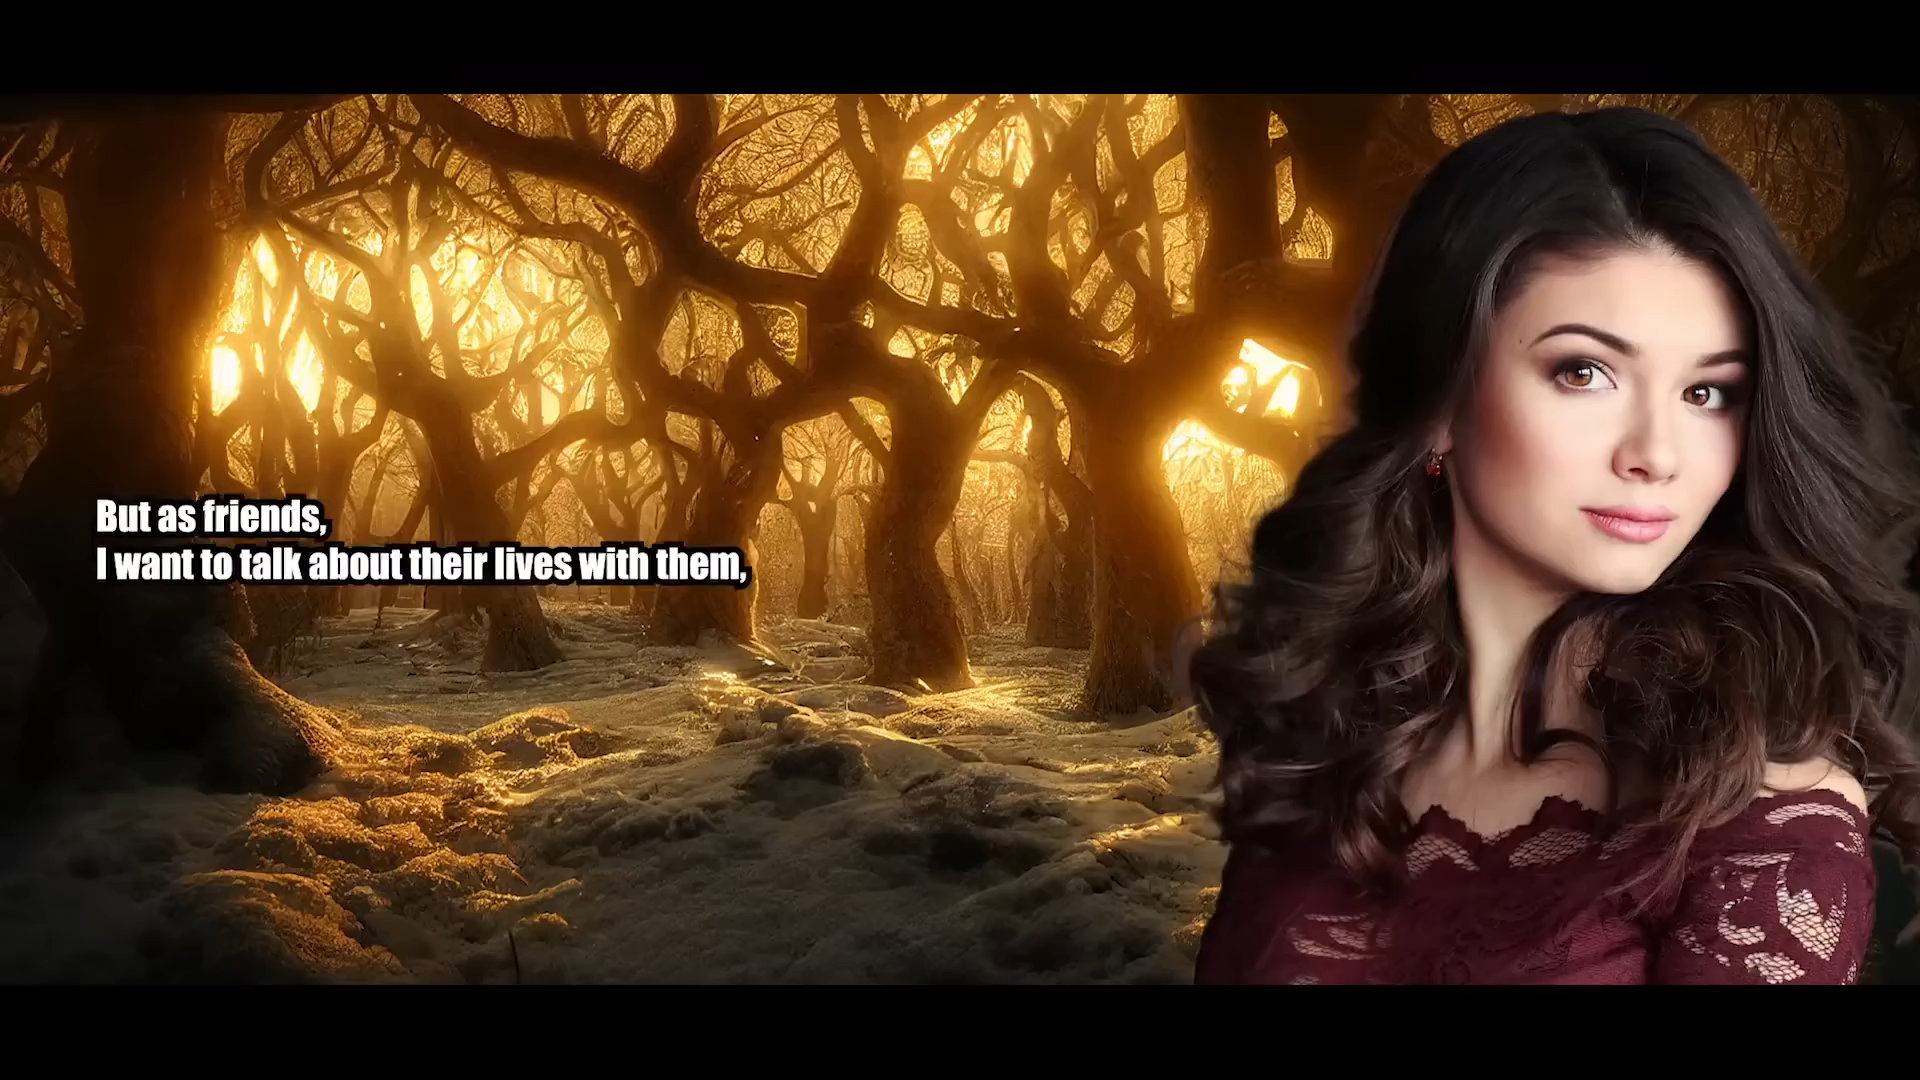 But as friends,
I want to talk about their lives with them,